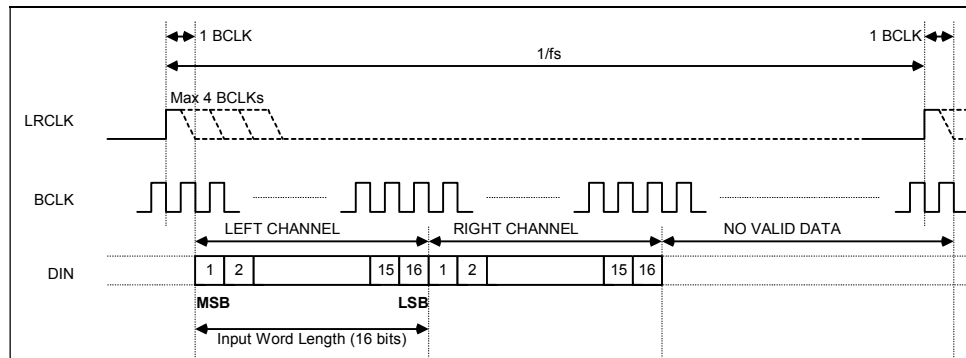 1 BCLK 1 BCLK
1/fs
Max 4 BCLKs
LRCLK
BCLK
LEFT CHANNEL RIGHT CHANNEL NO VALID DATA
DIN 1 2 15 16 1 2 15 16
MSB LSB
Input Word Length (16 bits)